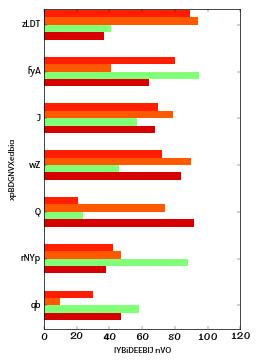 zLDT
fyA
J
wZ
Q
rNYp
qb
xpBDGNVXedbia
0 20 40 60 80 100 120
IYBiDEEBIJ nVO